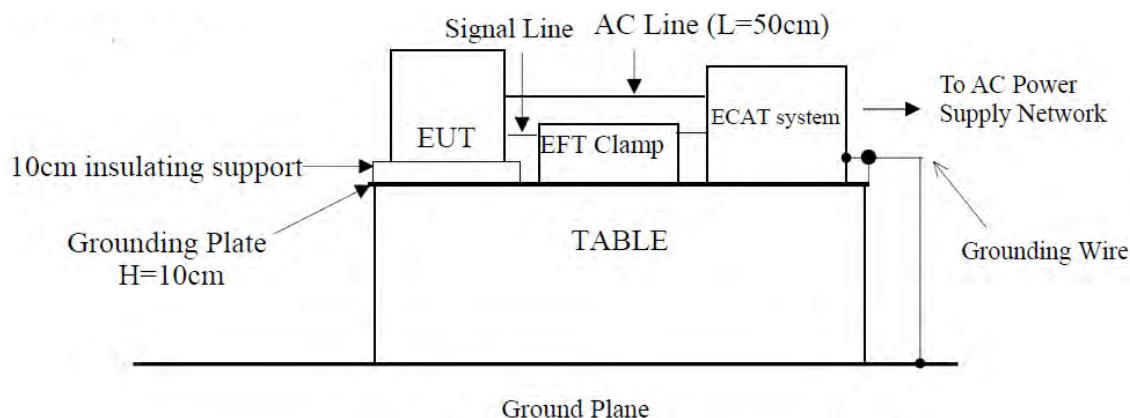 Signal Line
AC Line (L=50cm)
To AC Power
Supply Network
EUT
EFT Clamp
ECAT system
10cm insulating support
Grounding Plate
H=10cm
TABLE
Grounding Wire
Ground Plane